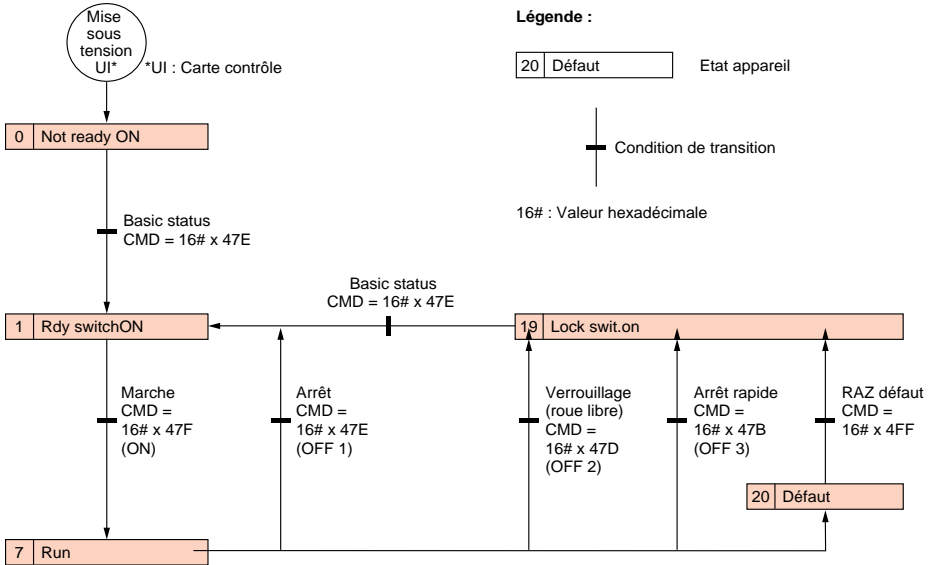 Mise
sous
tension
UI*
*UI : Carte contrôle
Légende :
20 Défaut
Etat appareil
0 Not ready ON
Condition de transition
16# : Valeur hexadécimale
Basic status
CMD = 16# x 47E
Basic status
CMD = 16# x 47E
1 Rdy switchON
19 Lock swit.on
Marche
CMD =
16# x 47F
(ON)
Arrêt
CMD =
16# x 47E
(OFF 1)
Verrouillage
(roue libre)
CMD =
16# x 47D
(OFF 2)
Arrêt rapide
CMD =
16# x 47B
(OFF 3)
RAZ défaut
CMD =
16# x 4FF
20 Défaut
7 Run